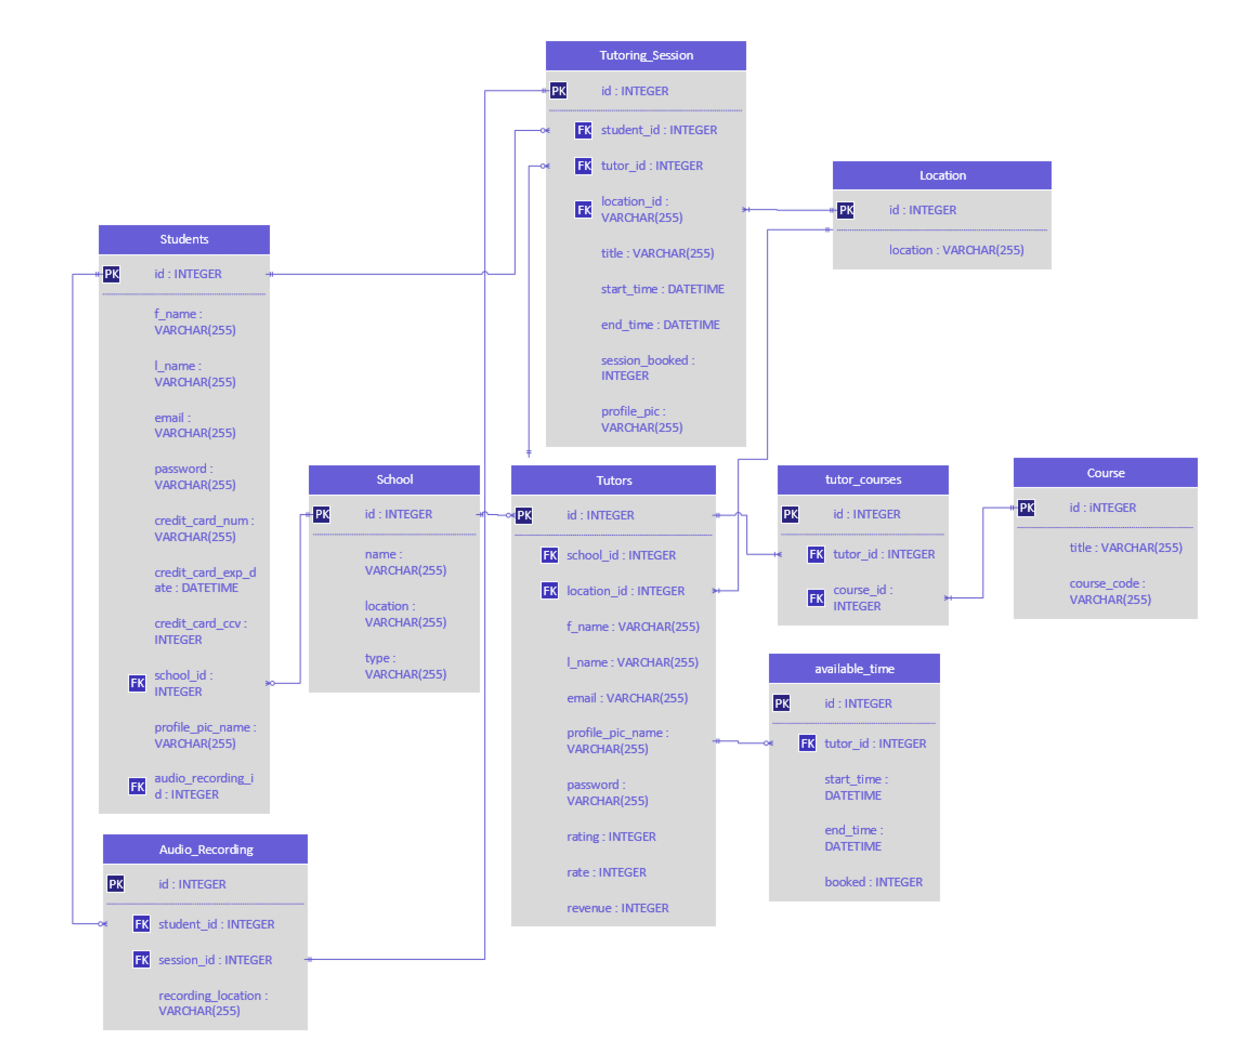 Tutoring_Session
PK id : INTEGER
FK student_id : INTEGER
FK tutor_id : INTEGER
FK location_id :
VARCHAR(255)
title : VARCHAR(255)
start_time : DATETIME
end_time : DATETIME
session_booked :
INTEGER
profile_pic :
VARCHAR(255)
Location
PK id : INTEGER
location : VARCHAR(255)
Students
PK id : INTEGER
f_name :
VARCHAR(255)
l_name :
VARCHAR(255)
email :
VARCHAR(255)
password :
VARCHAR(255)
credit_card_num :
VARCHAR(255)
credit_card_exp_d
ate : DATETIME
credit_card_ccv :
INTEGER
FK school_id :
INTEGER
profile_pic_name :
VARCHAR(255)
FK audio_recording_i
d : INTEGER
School
PK id : INTEGER
name :
VARCHAR(255)
location :
VARCHAR(255)
type :
VARCHAR(255)
Tutors
PK id : INTEGER
FK school_id : INTEGER
FK location_id : INTEGER
f_name : VARCHAR(255)
l_name : VARCHAR(255)
email : VARCHAR(255)
profile_pic_name :
VARCHAR(255)
password :
VARCHAR(255)
rating : INTEGER
rate : INTEGER
revenue : INTEGER
tutor_courses
PK id : INTEGER
FK tutor_id : INTEGER
FK course_id :
INTEGER
Course
PK id : iNTEGER
title : VARCHAR(255)
course_code :
VARCHAR(255)
available_time
PK id : INTEGER
FK tutor_id : INTEGER
start_time :
DATETIME
end_time :
DATETIME
booked : INTEGER
Audio_Recording
PK id : INTEGER
FK student_id : INTEGER
FK session_id : INTEGER
recording_location :
VARCHAR(255)